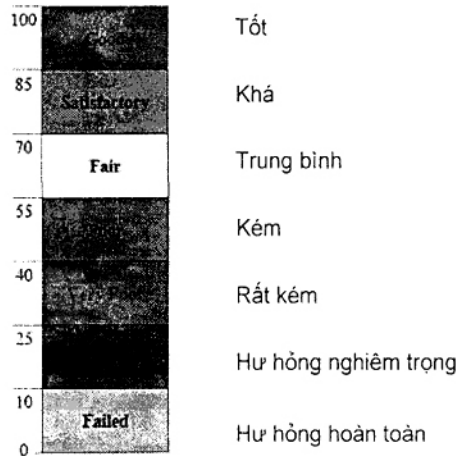 100
Good Tốt
85
Satisfactory Khá
70
Fair Trung bình
55
Kém
40
Rất kém
25
Hư hỏng nghiêm trọng
10
Failed Hư hỏng hoàn toàn
0